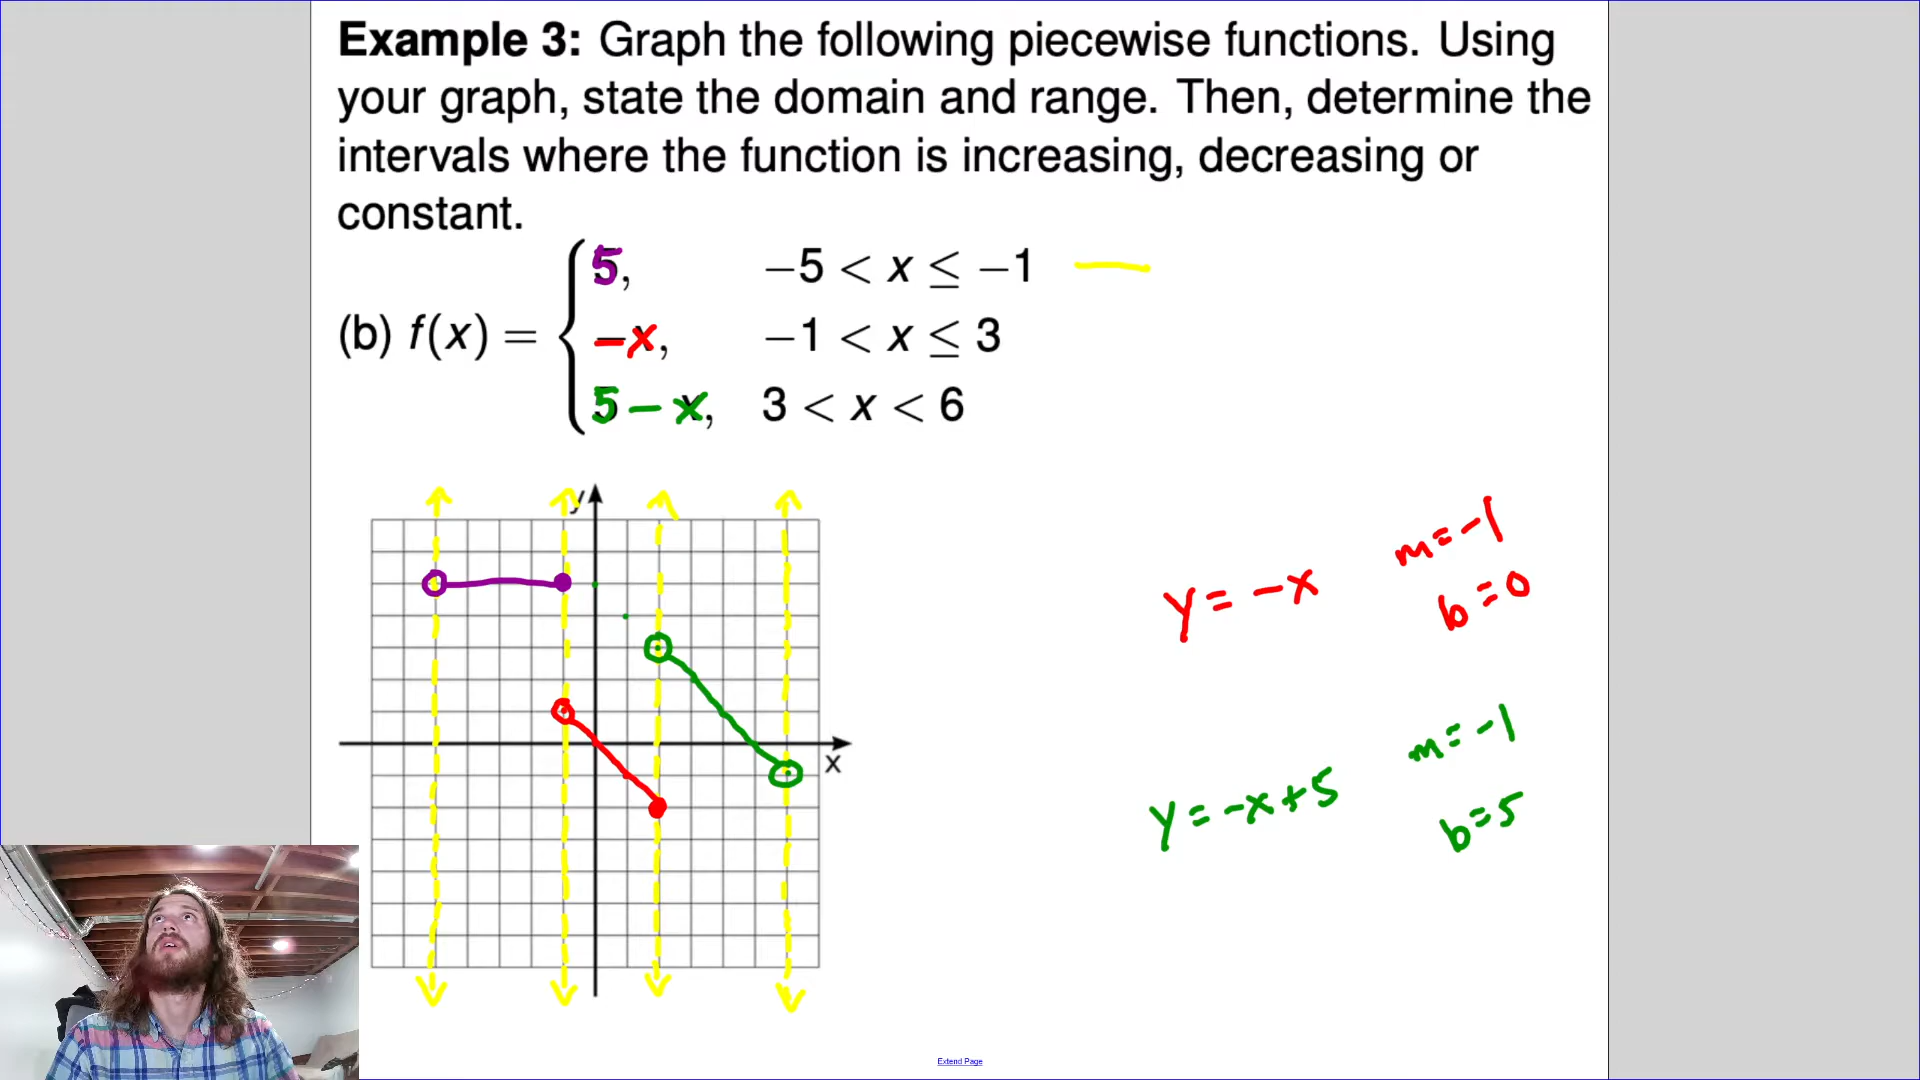 Example 3: Graph the following piecewise functions. Using
your graph, state the domain and range. Then, determine the
intervals where the function is increasing, decreasing or
constant.
5, −5 < x ≤ −1
(b) f(x) = { −x, −1 < x ≤ 3
5 − x, 3 < x < 6
y
x
y = −x
m = −1
b = 0
y = −x + 5
m = −1
b = 5
Extend Page